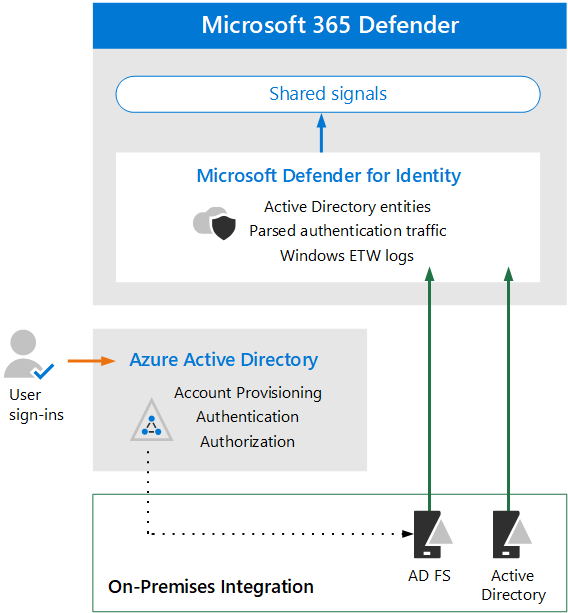 Microsoft 365 Defender
Shared signals
Microsoft Defender for Identity
Active Directory entities
Parsed authentication traffic
Windows ETW logs
User
sign-ins
Azure Active Directory
Account Provisioning
Authentication
Authorization
On-Premises Integration
AD FS
Active
Directory